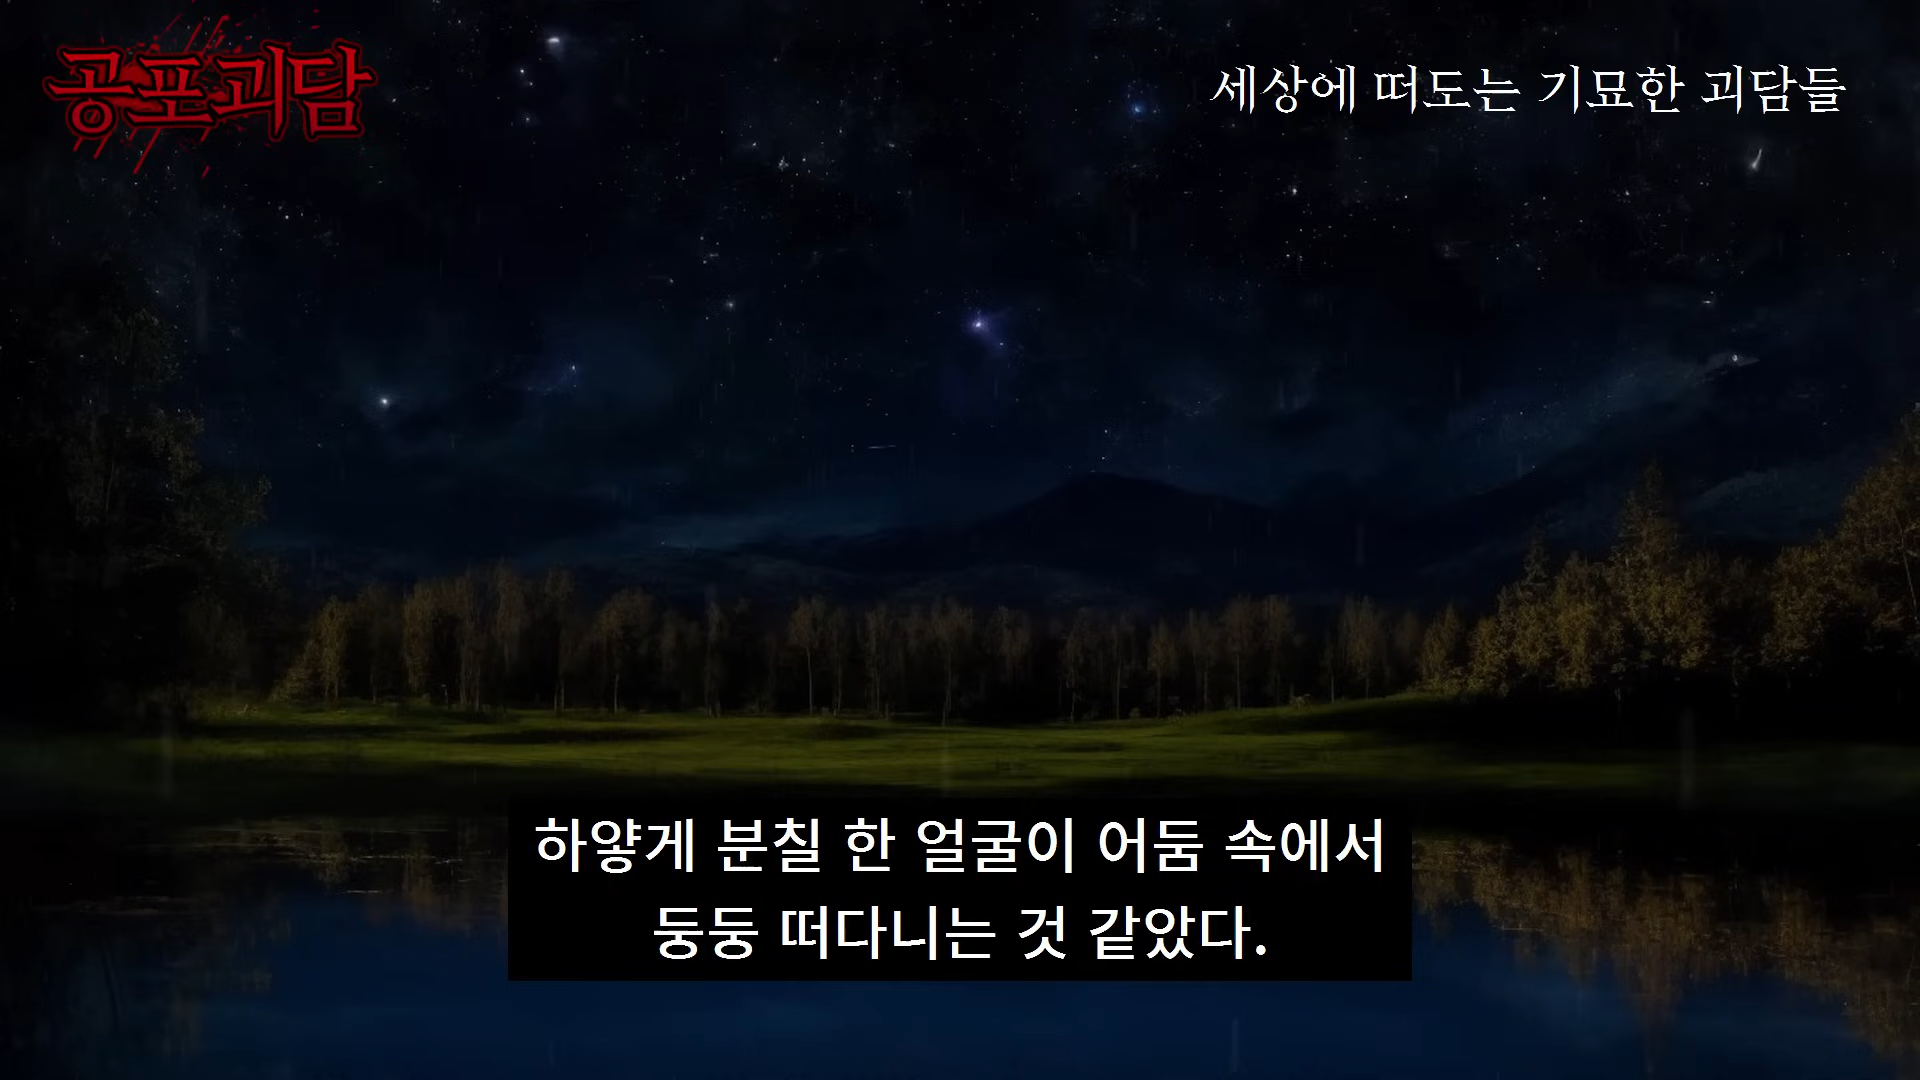 공포괴담
세상에 떠도는 기묘한 괴담들
하얗게 분칠 한 얼굴이 어둠 속에서
둥둥 떠다니는 것 같았다.